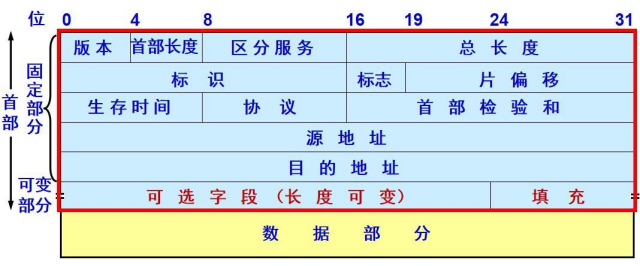 位 0 4 8 16 19 24 31
版本 首部长度 区分服务 总长度
标识 标志 片偏移
生存时间 协议 首部检验和
源地址
目的地址
可选字段（长度可变） 填充
数据部分
首部
固定部分
可变部分